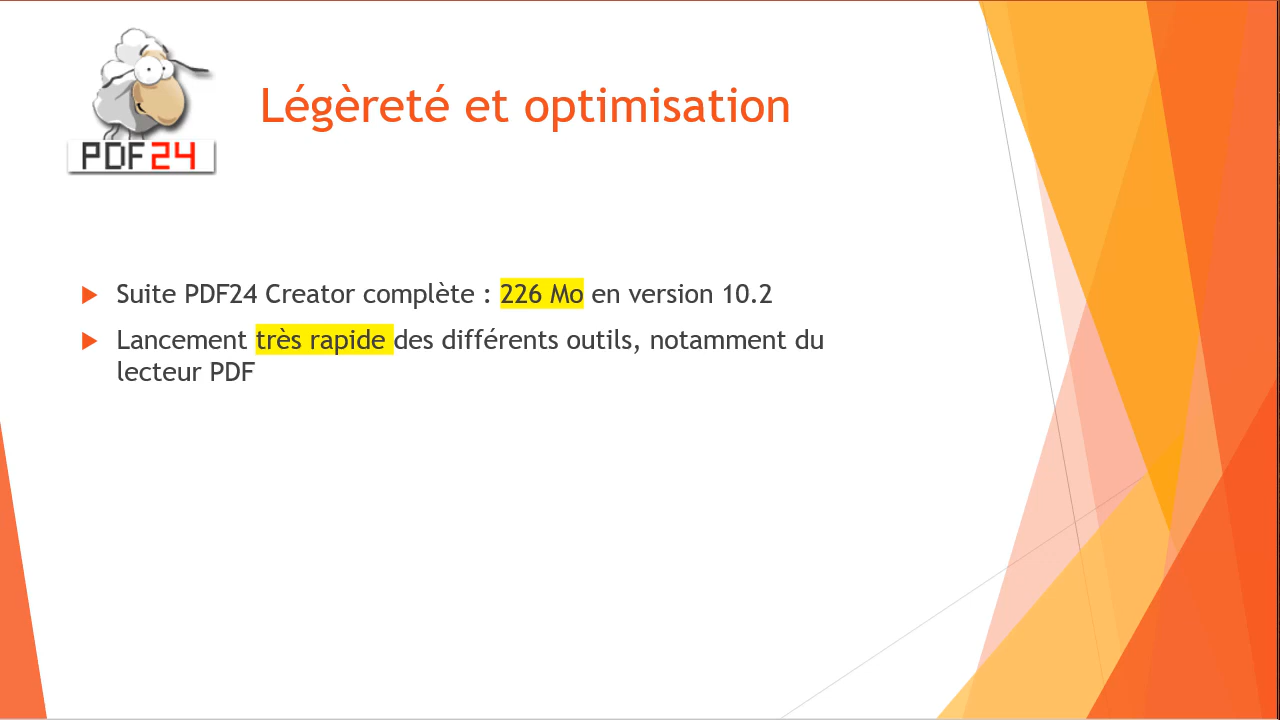 PDF24
Légèreté et optimisation
Suite PDF24 Creator complète : 226 Mo en version 10.2
Lancement très rapide des différents outils, notamment du
lecteur PDF